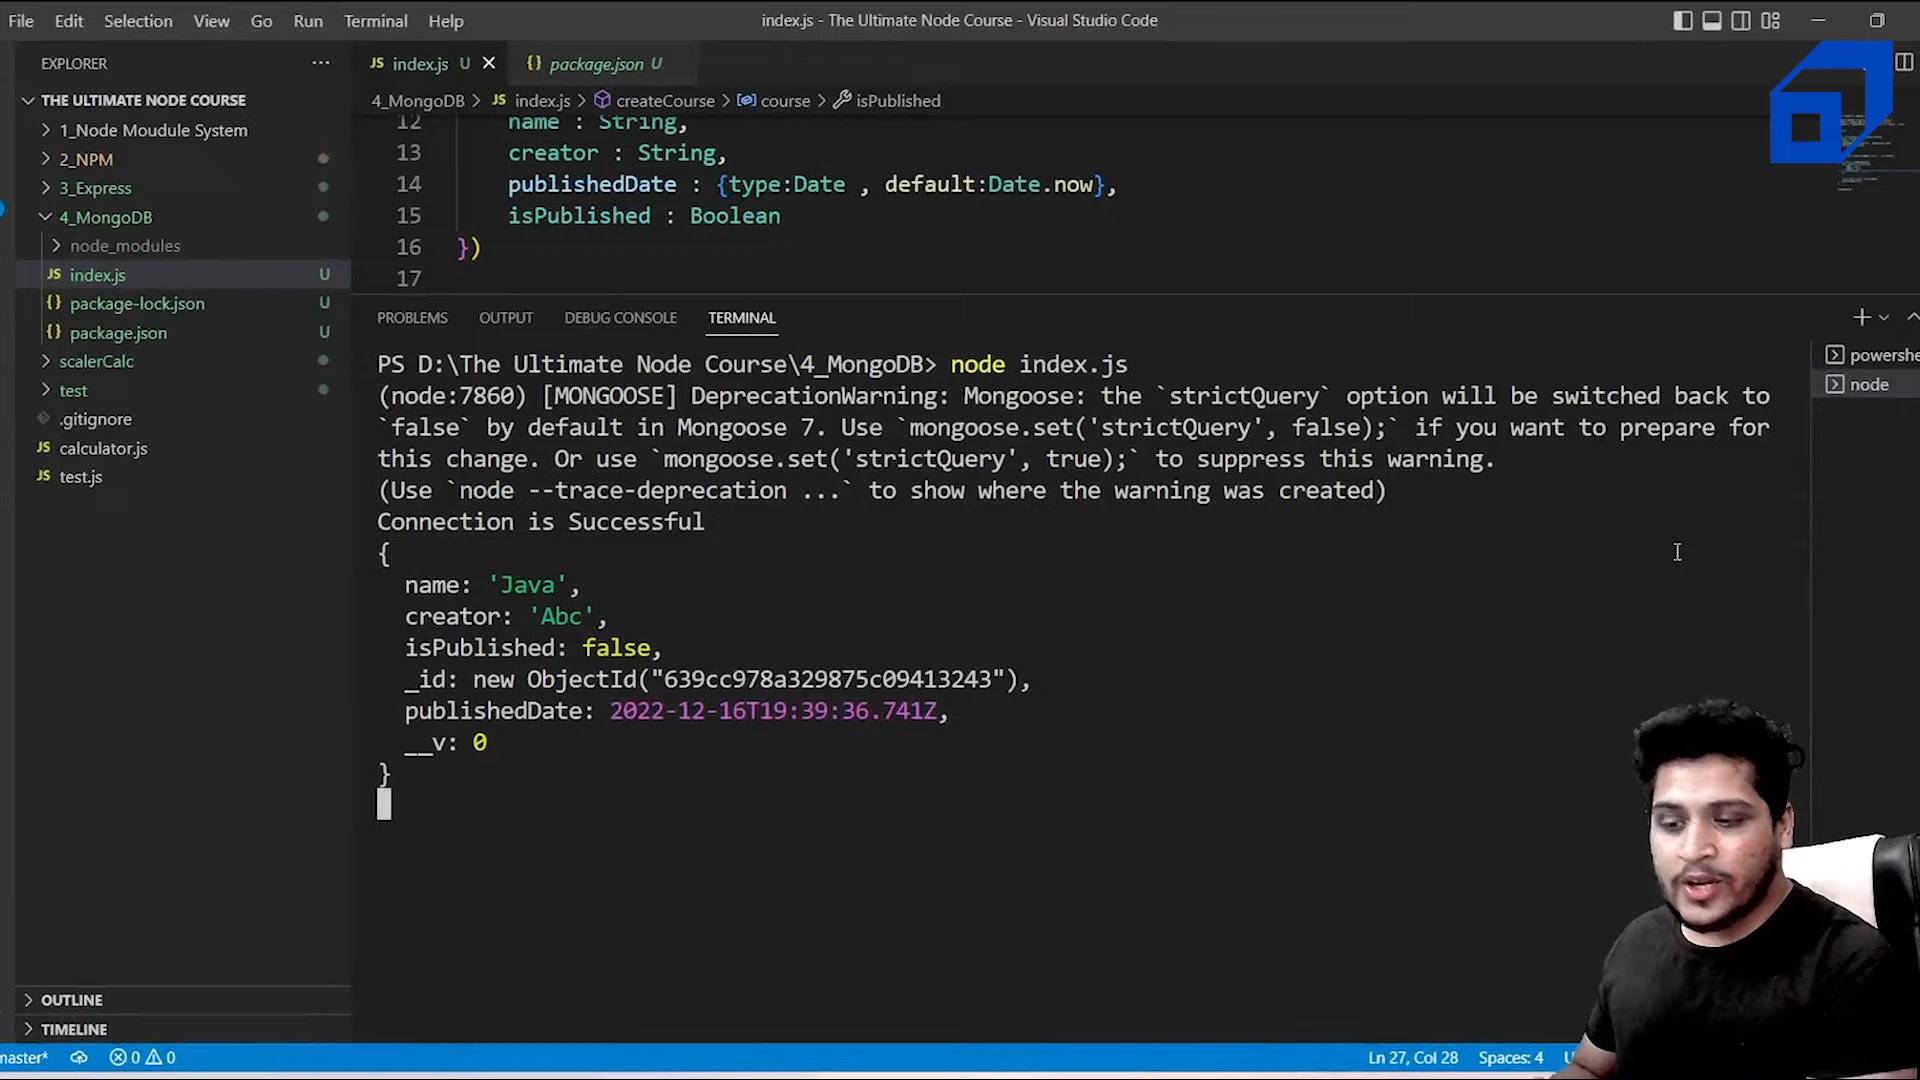 File Edit Selection View Go Run Terminal Help
index.js - The Ultimate Node Course - Visual Studio Code
EXPLORER
THE ULTIMATE NODE COURSE
1_Node Moudule System
2_NPM
3_Express
4_MongoDB
node_modules
JS index.js U
{} package-lock.json U
{} package.json U
scalerCalc
test
.gitignore
JS calculator.js
JS test.js
OUTLINE
TIMELINE
JS index.js U
{} package.json U
4_MongoDB > JS index.js > createCourse > course > isPublished
12 name : String,
13 creator : String,
14 publishedDate : {type:Date , default:Date.now},
15 isPublished : Boolean
16 })
17
PROBLEMS OUTPUT DEBUG CONSOLE TERMINAL
PS D:\The Ultimate Node Course\4_MongoDB> node index.js
(node:7860) [MONGOOSE] DeprecationWarning: Mongoose: the `strictQuery` option will be switched back to
`false` by default in Mongoose 7. Use `mongoose.set('strictQuery', false);` if you want to prepare for
this change. Or use `mongoose.set('strictQuery', true);` to suppress this warning.
(Use `node --trace-deprecation ...` to show where the warning was created)
Connection is Successful
{
name: 'Java',
creator: 'Abc',
isPublished: false,
_id: new ObjectId("639cc978a329875c09413243"),
publishedDate: 2022-12-16T19:39:36.741Z,
__v: 0
}
powershe
node
master* 0 0
Ln 27, Col 28 Spaces: 4